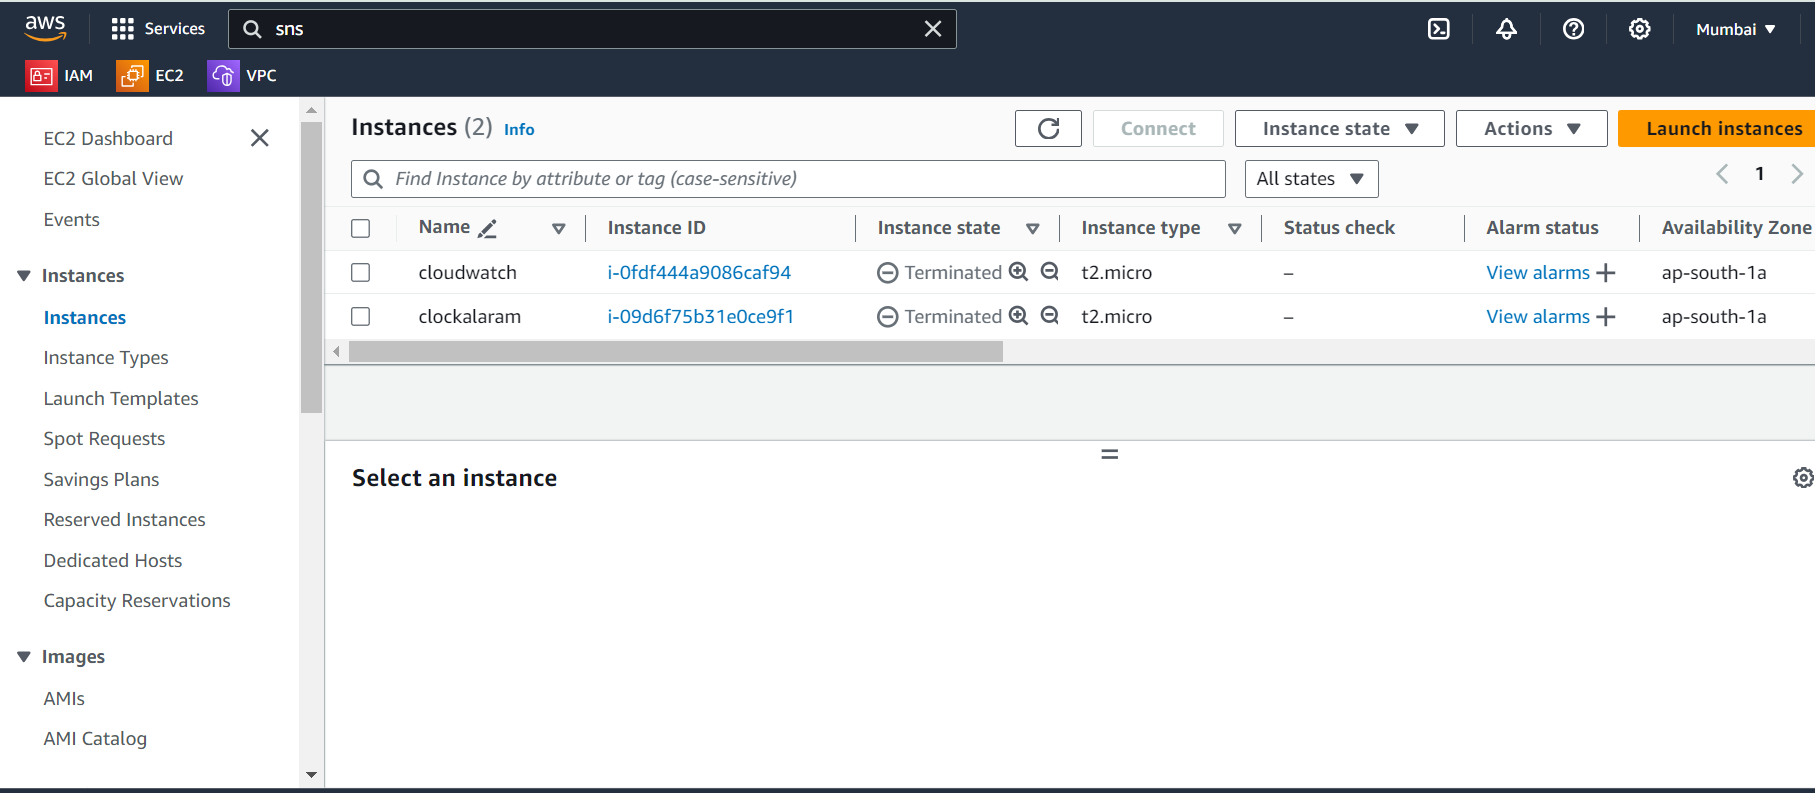 aws Services sns Mumbai
IAM EC2 VPC
EC2 Dashboard
EC2 Global View
Events
Instances
Instances
Instance Types
Launch Templates
Spot Requests
Savings Plans
Reserved Instances
Dedicated Hosts
Capacity Reservations
Images
AMIs
AMI Catalog
Instances (2) Info Connect Instance state Actions Launch instances
Find Instance by attribute or tag (case-sensitive) All states 1
Name Instance ID Instance state Instance type Status check Alarm status Availability Zone
cloudwatch i-0fdf444a9086caf94 Terminated t2.micro – View alarms ap-south-1a
clockalaram i-09d6f75b31e0ce9f1 Terminated t2.micro – View alarms ap-south-1a
Select an instance